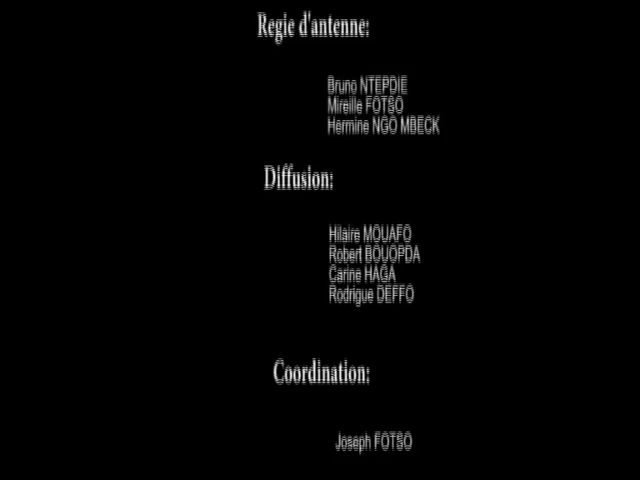 Regie d'antenne:
Bruno NTEPDIE
Mireille FOTSO
Hermine NGO MBECK
Diffusion:
Hilaire MOUAFO
Robert BOUOPDA
Carine HAGA
Rodrigue DEFFO
Coordination:
Joseph FOTSO